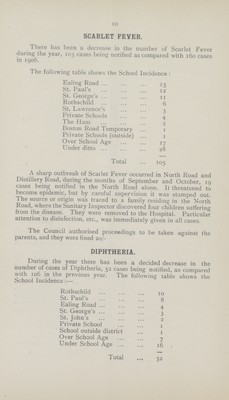 10
SCARLET FEVER.
There has been a decrease in the number of Scarlet Fever
during the year, 105 cases being notified as compared with 160 cases
in 1906.
The following table shows the School Incidence :
Ealing Road ... ... ... 13
St. Paul's ... ... ... 12
St. George's ... ... ... 11
Rothschild ... ... ... 6
St. Lawrence's ... ... 3
Private Schools ... ... 4
The Ham ... ... ... 2
Boston Road Temporary ... 1
Private Schools (outside) ... 1
Over School Age ... ... 17
Under ditto ... ... ...
Total ... 105
A sharp outbreak of Scarlet Fever occurred in North Road and
Distillery Road, during the months of September and October, 19
cases being notified in the North Road alone. It threatened to
become epidemic, but by careful supervision it was stamped out.
The source or origin was traced to a family residing in the North
Road, where the Sanitary Inspector discovered four children suffering
from the disease. They were removed to the Hospital. Particular
attention to disinfection, etc., was immediately given in all cases.
The Council authorised proceedings to be taken against the
parents, and they were fined
DIPHTHERIA.
During the year there has been a decided decrease in the
number of cases of Diphtheria, 52 cases being notified, as compared
with 126 in the previous year. The following table shows the
School Incidence :—
Rothschild ... ... 10
St. Paul's ... ... 8
Ealing Road ... ... 4
St. George's ... ... 3
St. John's ... ... 2
Private School ... ... 1
School outside district ... 1
Over School Age ... ... 7
Under School Age ... ... 16
Total ... 52